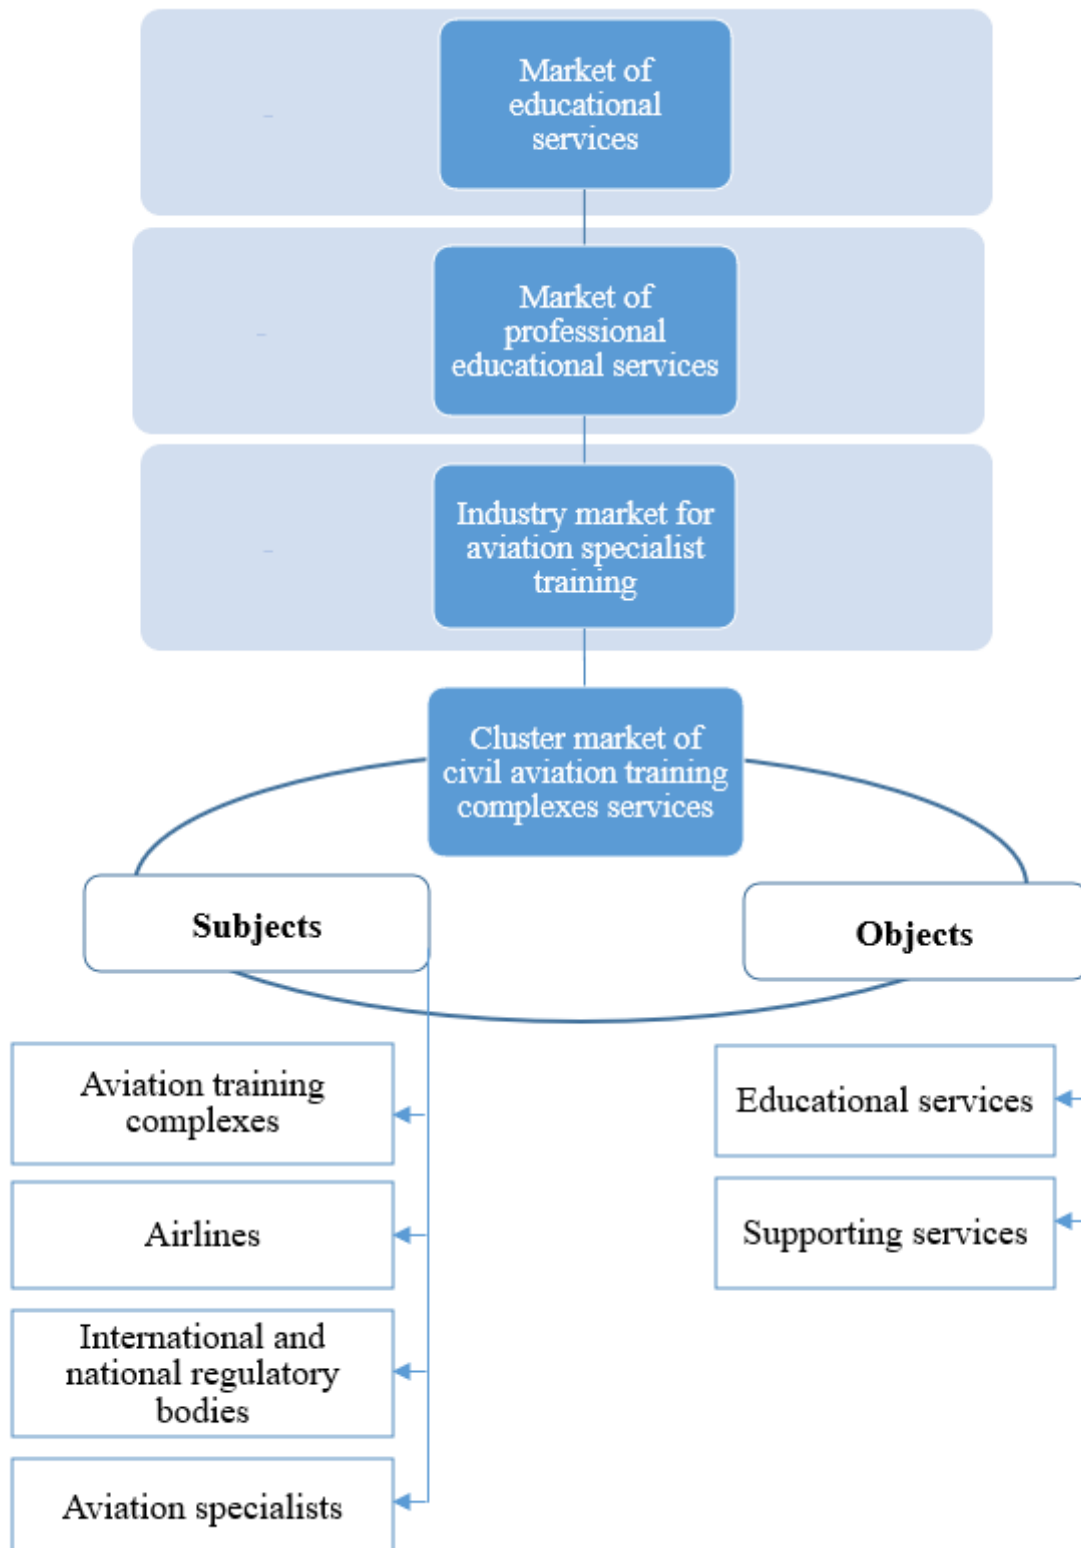 Market of
educational
services
Market of
professional
educational services
Industry market for
aviation specialist
training
Cluster market of
civil aviation training
complexes services
Subjects
Objects
Aviation training
complexes
Airlines
International and
national regulatory
bodies
Aviation specialists
Educational services
Supporting services